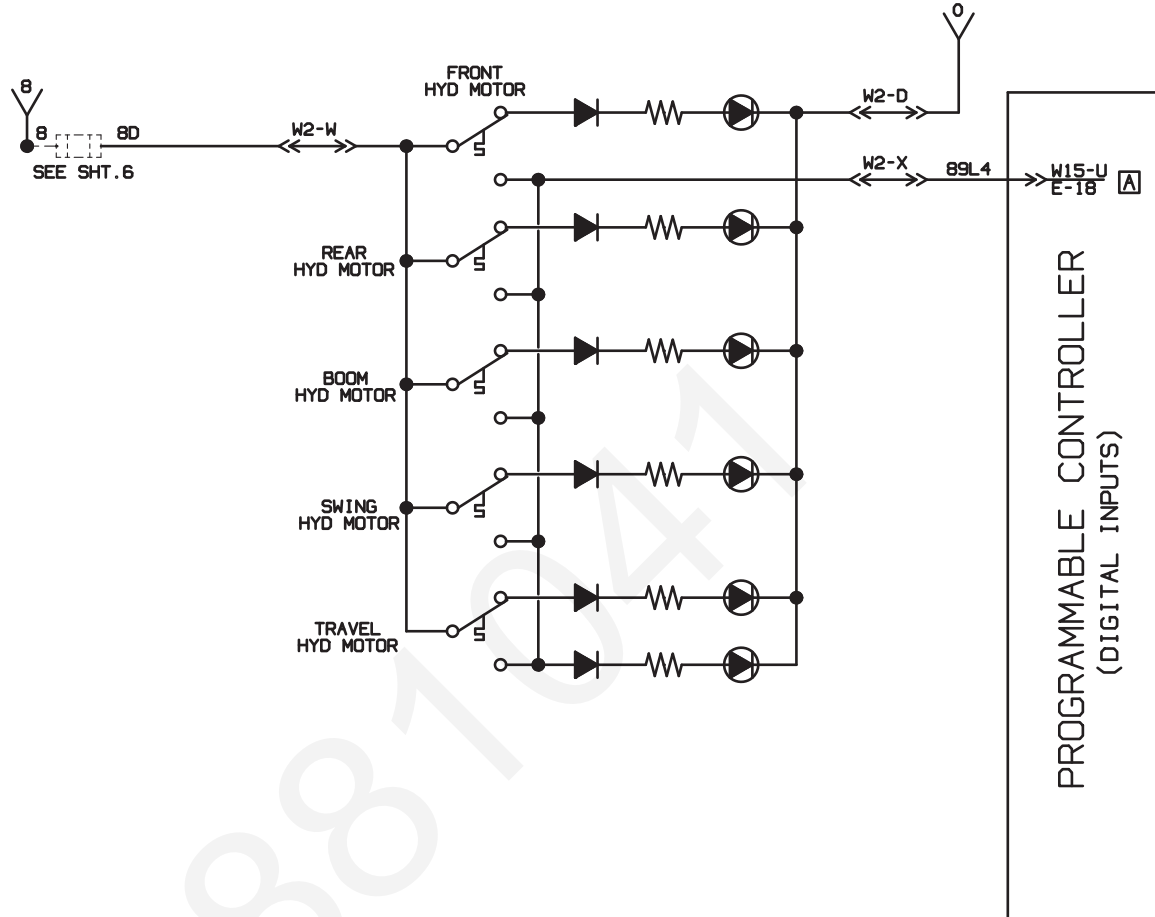 0
FRONT
HYD MOTOR
8
8
8D
SEE SHT.6
W2-W
W2-D
W2-X
89L4
W15-U
E-18
A
REAR
HYD MOTOR
BOOM
HYD MOTOR
SWING
HYD MOTOR
TRAVEL
HYD MOTOR
PROGRAMMABLE CONTROLLER
(DIGITAL INPUTS)
881041